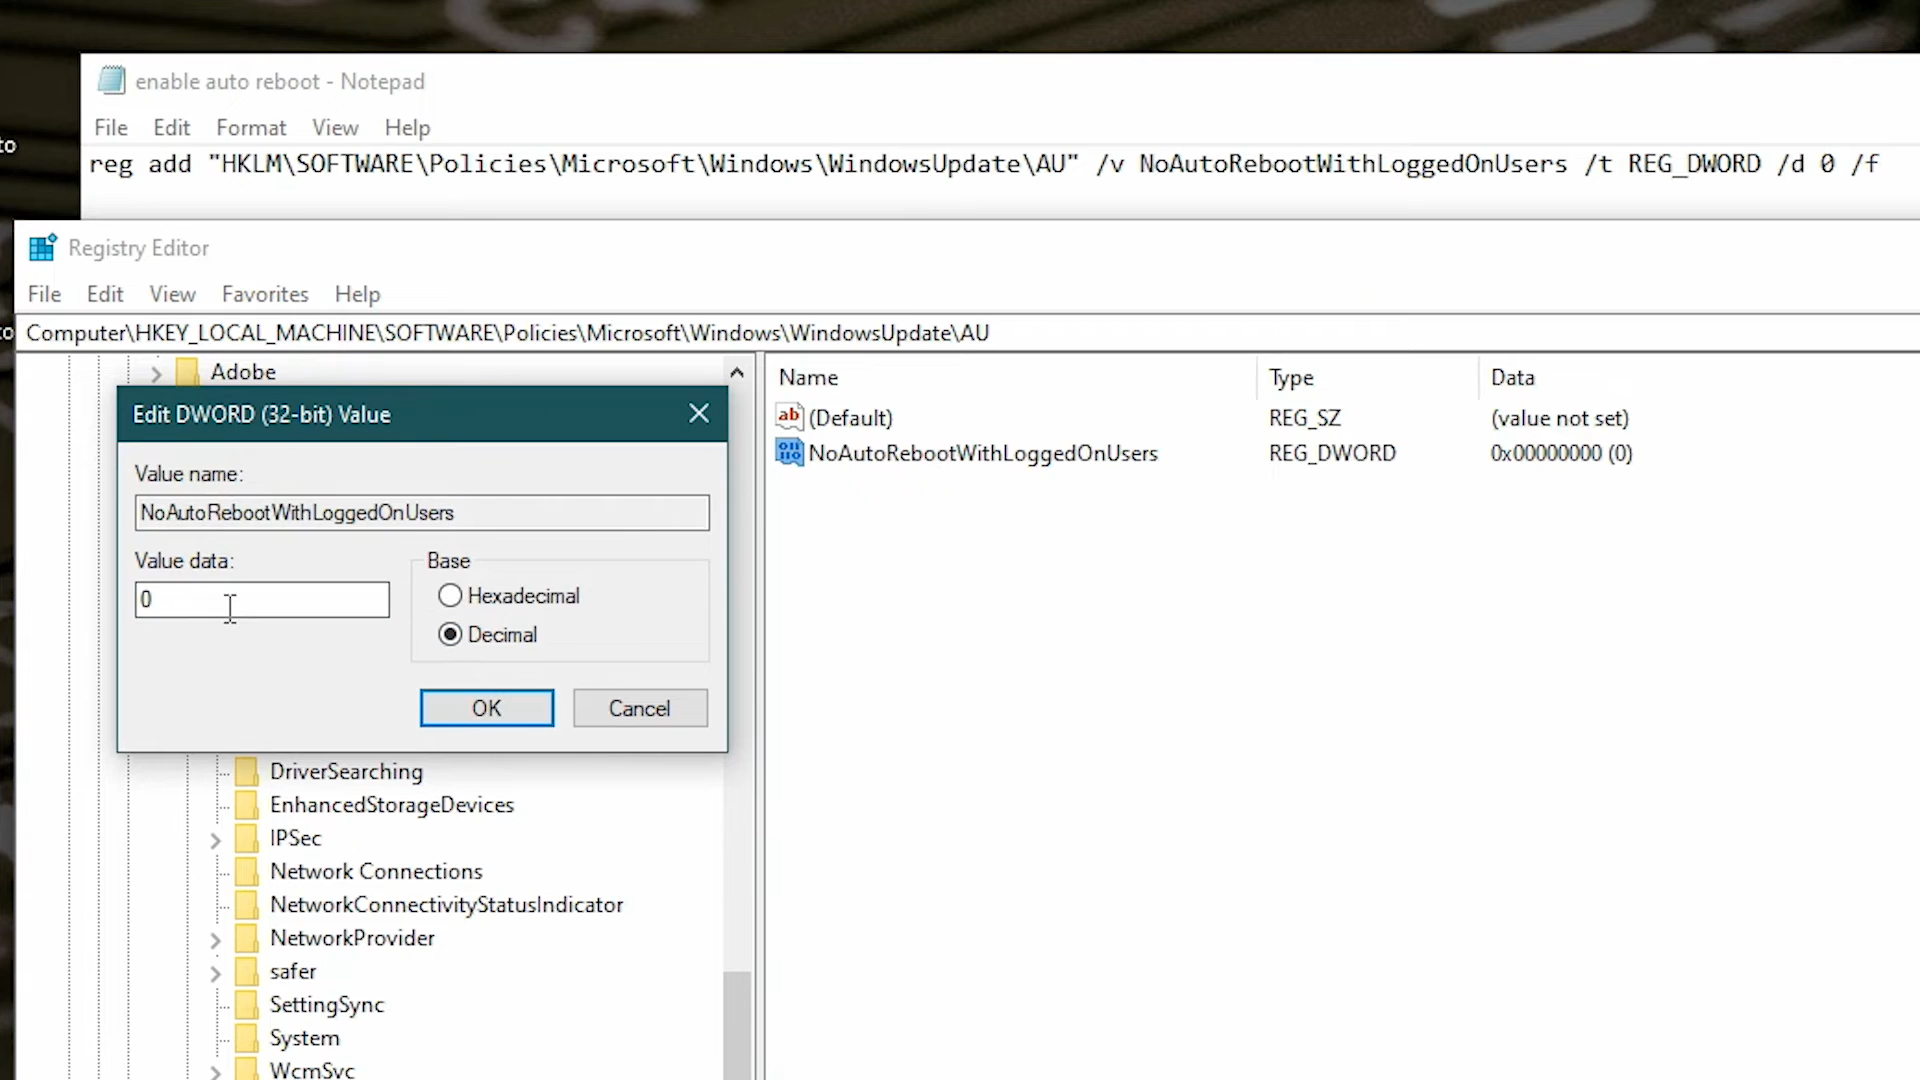 enable auto reboot - Notepad
File Edit Format View Help
to
reg add "HKLM\SOFTWARE\Policies\Microsoft\Windows\WindowsUpdate\AU" /v NoAutoRebootWithLoggedOnUsers /t REG_DWORD /d 0 /f
Registry Editor
File Edit View Favorites Help
to
Computer\HKEY_LOCAL_MACHINE\SOFTWARE\Policies\Microsoft\Windows\WindowsUpdate\AU
Adobe
Name Type Data
ab (Default) REG_SZ (value not set)
NoAutoRebootWithLoggedOnUsers REG_DWORD 0x00000000 (0)
Edit DWORD (32-bit) Value
Value name:
NoAutoRebootWithLoggedOnUsers
Value data:
0
Base
Hexadecimal
Decimal
OK Cancel
DriverSearching
EnhancedStorageDevices
IPSec
Network Connections
NetworkConnectivityStatusIndicator
NetworkProvider
safer
SettingSync
System
WcmSvc